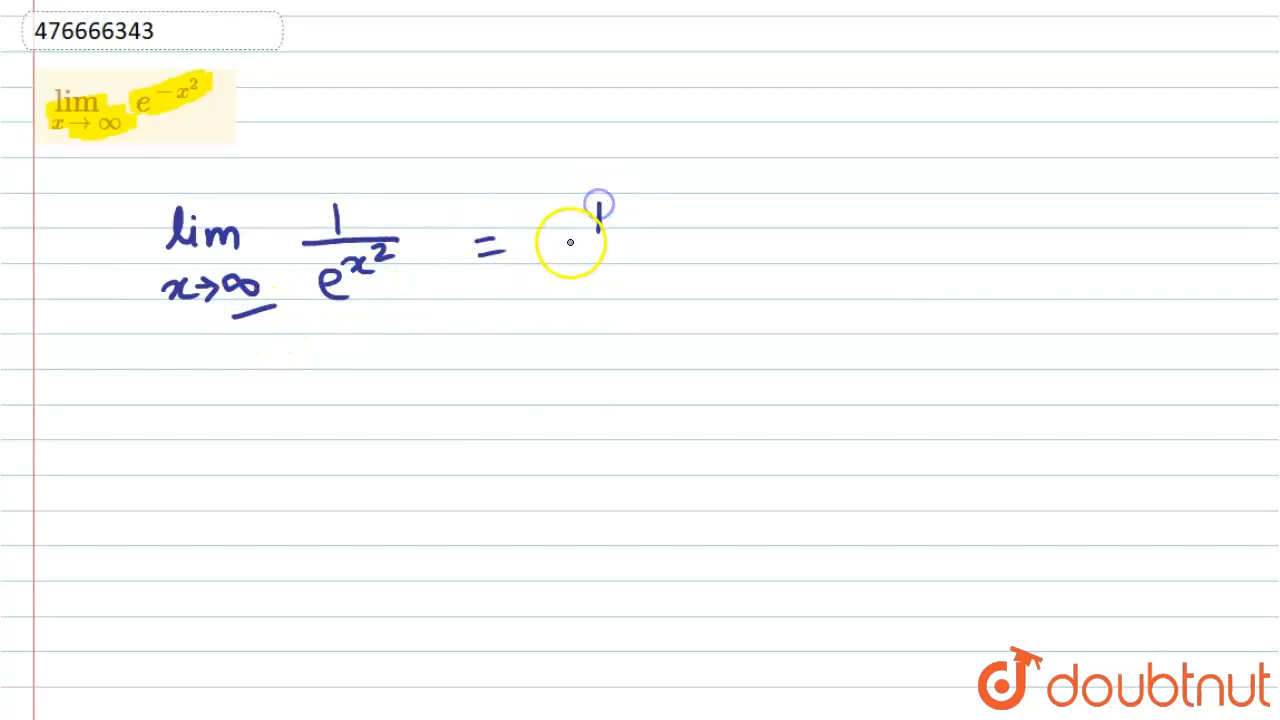 476666343
lim e^{-x^2}
x → ∞
lim 1/e^{x^2} = 1
x→∞
doubtnut